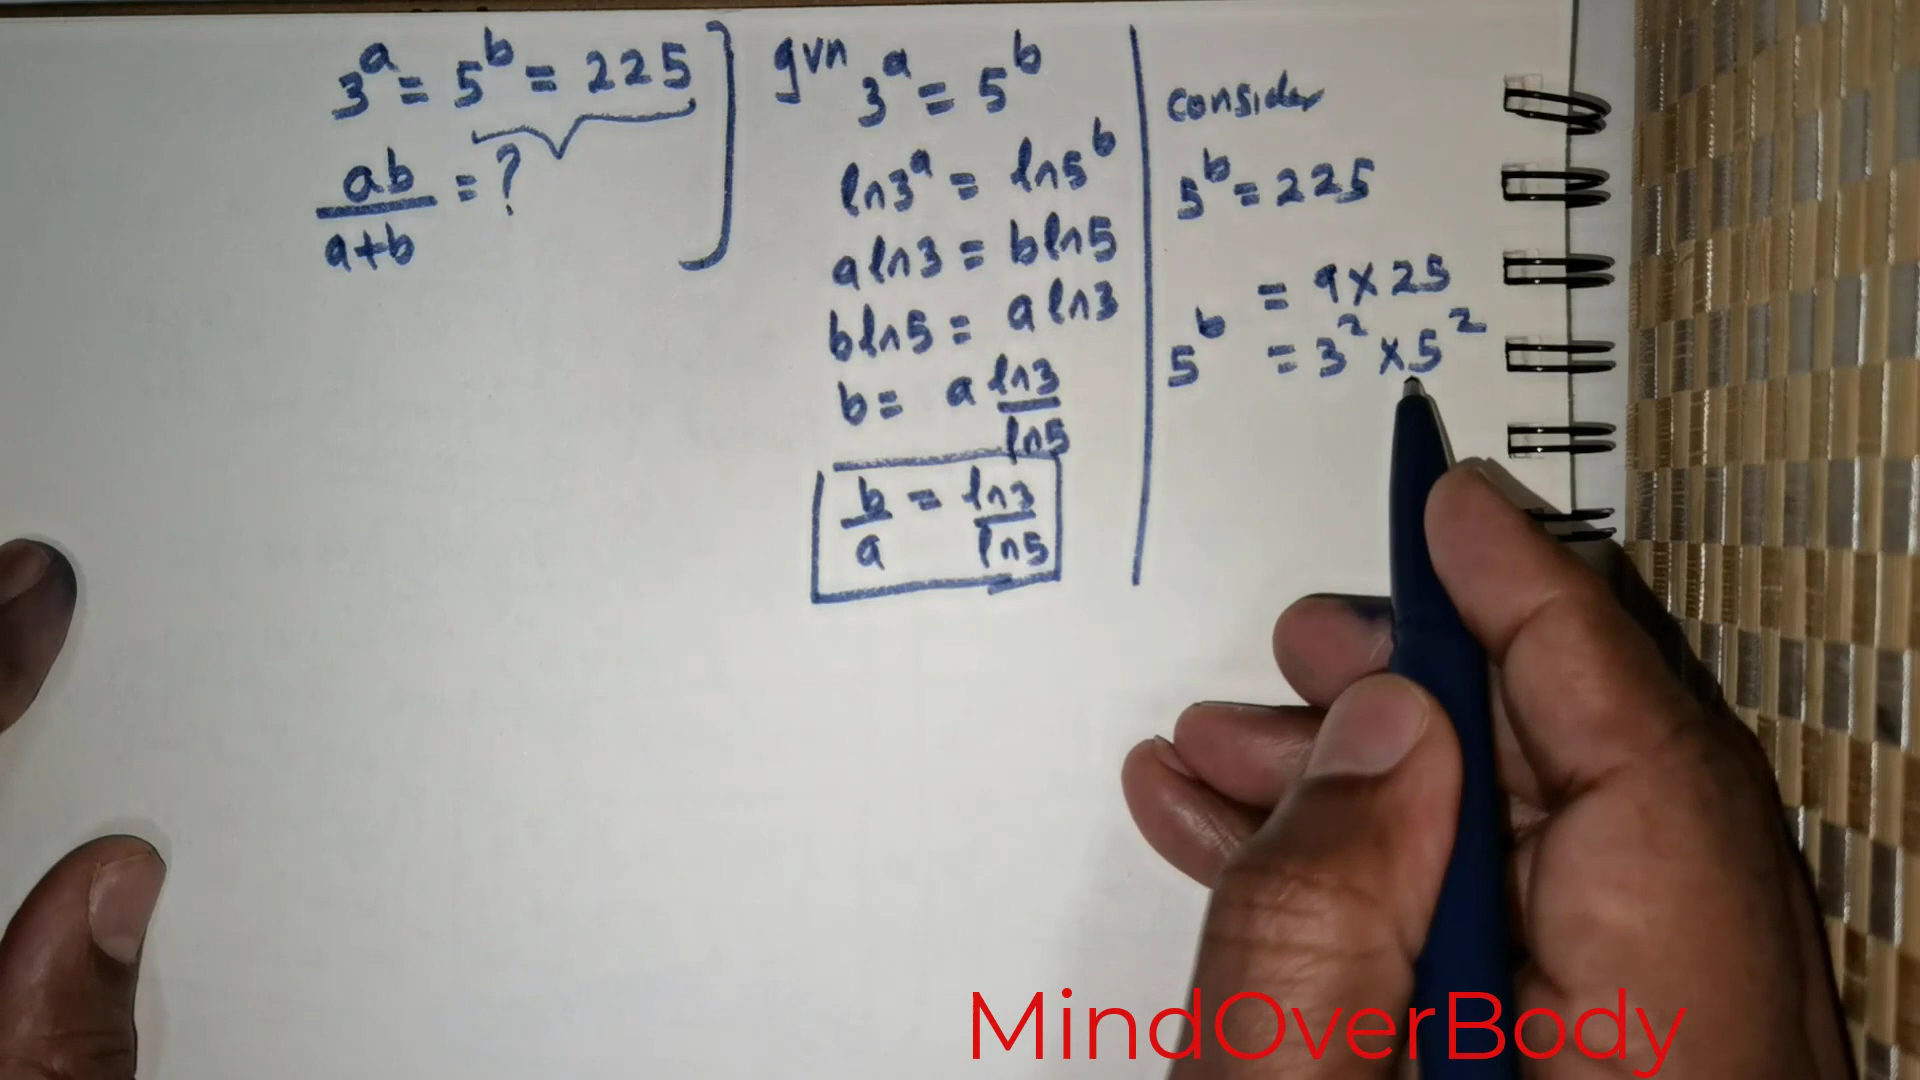 3^a = 5^b = 225
ab/a+b = ?
gvn 3^a = 5^b
ln3^a = ln5^b
a ln3 = b ln5
b ln5 = a ln3
b = a ln3/ln5
b/a = ln3/ln5
consider
5^b = 225
= 9 x 25
5^b = 3^2 x 5^2
MindOverBody